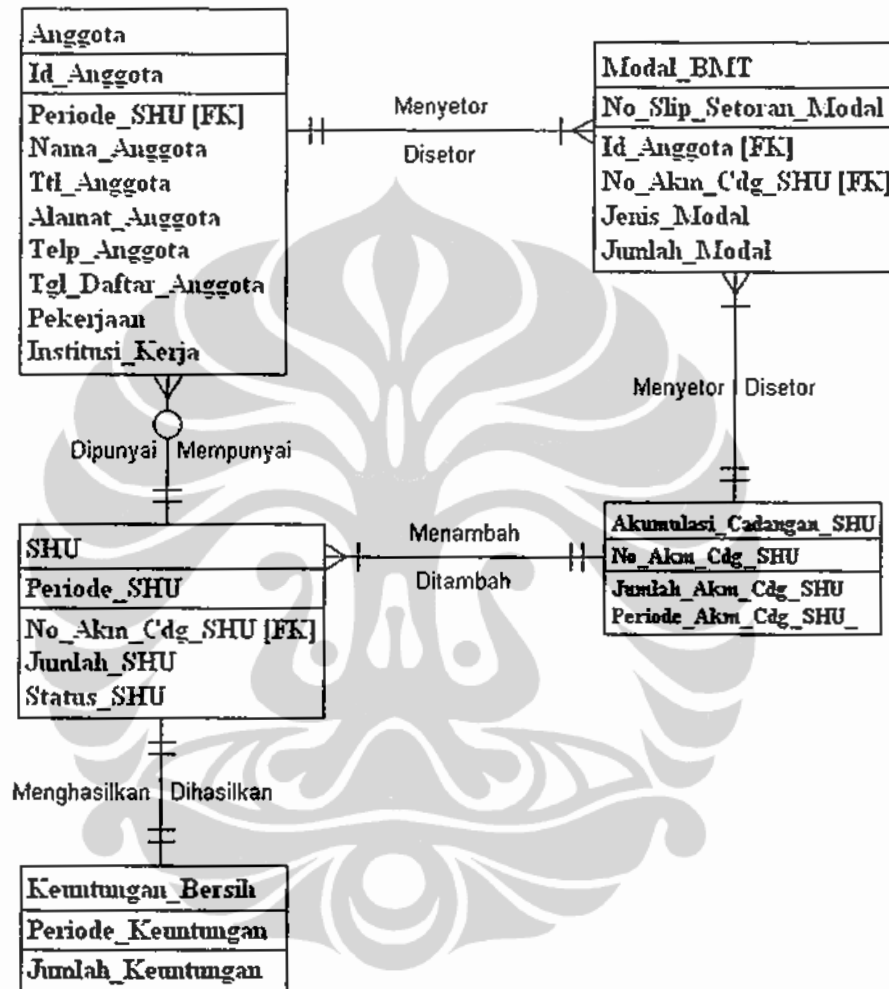 Anggota
Id_Anggota
Periode_SHU [FK]
Nama_Anggota
Ttl_Anggota
Alamat_Anggota
Telp_Anggota
Tgl_Daftar_Anggota
Pekerjaan
Institusi_Kerja
Menyetor
Disetor
Modal_BMT
No_Slip_Setoran_Modal
Id_Anggota [FK]
No_Akm_Cdg_SHU [FK]
Jenis_Modal
Jumlah_Modal
Dipunyai Mempunyai
Menyetor Disetor
SHU
Periode_SHU
No_Akm_Cdg_SHU [FK]
Jumlah_SHU
Status_SHU
Menambah
Ditambah
Akumulasi_Cadangan_SHU
No_Akm_Cdg_SHU
Jumlah_Akm_Cdg_SHU
Periode_Akm_Cdg_SHU_
Menghasilkan Dihasilkan
Keuntungan_Bersih
Periode_Keuntungan
Jumlah_Keuntungan